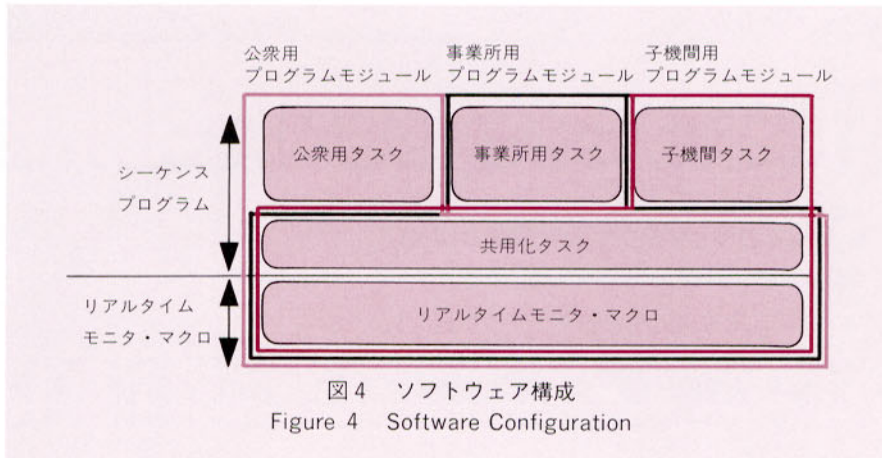 公衆用
プログラムモジュール
事業所用
プログラムモジュール
子機間用
プログラムモジュール
シーケンス
プログラム
公衆用タスク
事業所用タスク
子機間タスク
共用化タスク
リアルタイム
モニタ・マクロ
リアルタイムモニタ・マクロ
図4 ソフトウェア構成
Figure 4 Software Configuration